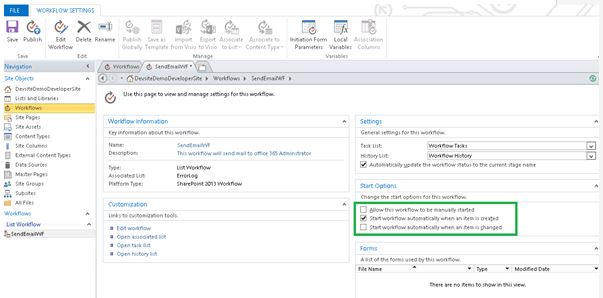 FILE
WORKFLOW SETTINGS
Save
Publish
Edit Workflow
Delete
Rename
Publish Globally
Save as Template
Import from Visio
Export to Visio
Associate to List
Associate to Content Type
Initiation Form Parameters
Local Variables
Association Columns
Save
Edit
Manage
Variables
Navigation
Site Objects
DevsiteDemoDeveloperSite
Lists and Libraries
Workflows
Site Pages
Site Assets
Content Types
Site Columns
External Content Types
Data Sources
Master Pages
Site Groups
Subsites
All Files
Workflows
List Workflow
SendEmailWF
Workflows
SendEmailWF *
DevsiteDemoDeveloperSite
Workflows
SendEmailWF
Use this page to view and manage settings for this workflow.
Workflow Information
Key information about this workflow.
Name: SendEmailWF
Description: This workflow will send mail to office 365 Administrator
Type: List Workflow
Associated List: ErrorLog
Platform Type: SharePoint 2013 Workflow
Customization
Links to customization tools.
Edit workflow
Open associated list
Open task list
Open history list
Settings
General settings for this workflow.
Task List: Workflow Tasks
History List: Workflow History
Automatically update the workflow status to the current stage name
Start Options
Change the start options for this workflow.
Allow this workflow to be manually started
Start workflow automatically when an item is created
Start workflow automatically when an item is changed
Forms
A list of the forms used by this workflow.
File Name
Type
Modified Date
There are no items to show in this view.